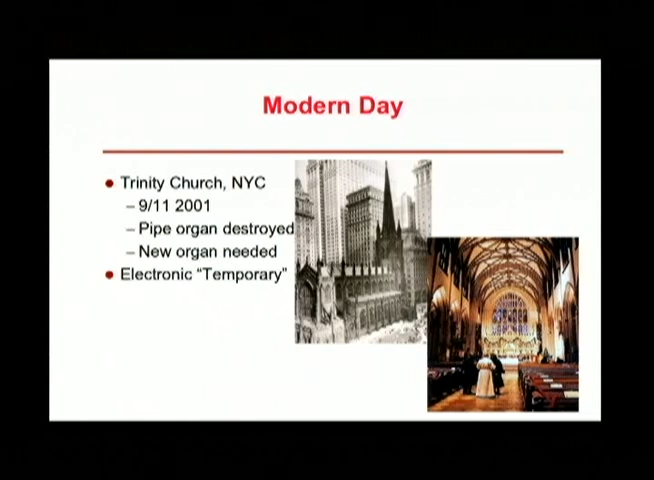 Modern Day
• Trinity Church, NYC
– 9/11 2001
– Pipe organ destroyed
– New organ needed
• Electronic “Temporary”